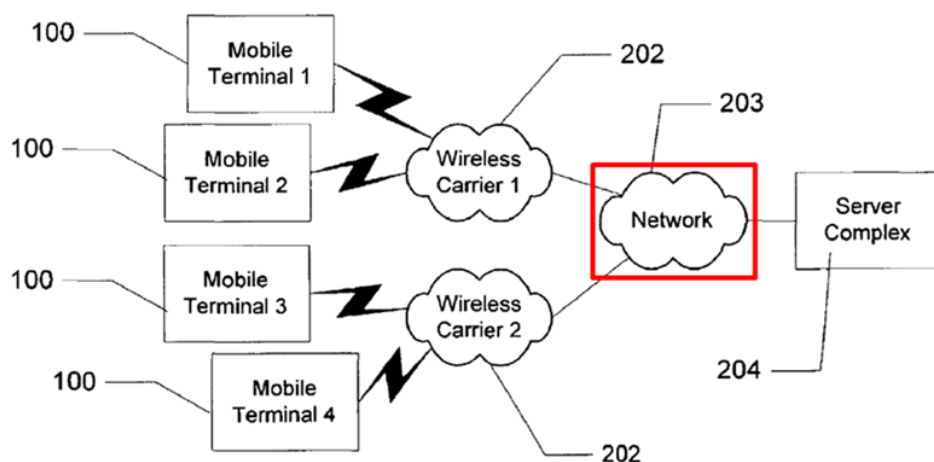 100
Mobile
Terminal 1
202
203
100
Mobile
Terminal 2
Wireless
Carrier 1
Network
Server
Complex
100
Mobile
Terminal 3
Wireless
Carrier 2
204
100
Mobile
Terminal 4
202